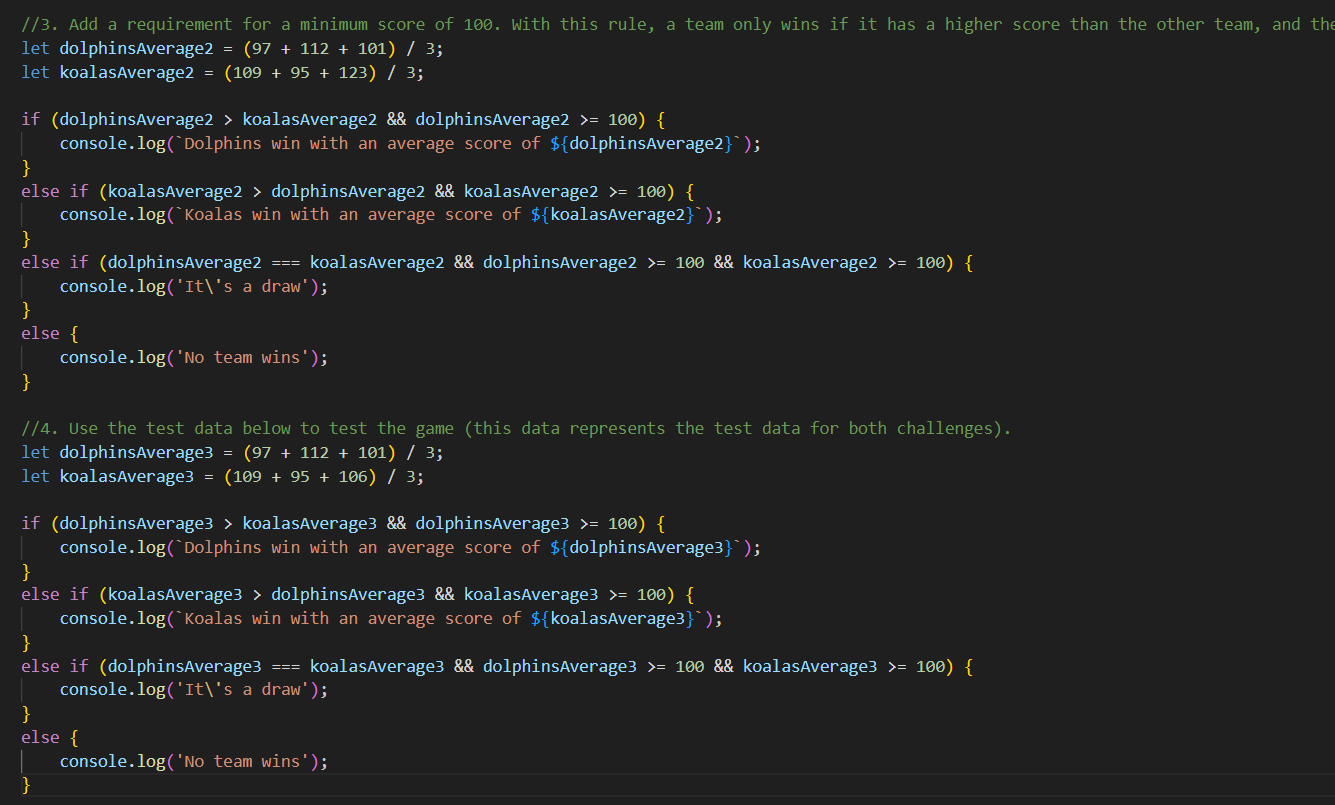 //3. Add a requirement for a minimum score of 100. With this rule, a team only wins if it has a higher score than the other team, and the
let dolphinsAverage2 = (97 + 112 + 101) / 3;
let koalasAverage2 = (109 + 95 + 123) / 3;
if (dolphinsAverage2 > koalasAverage2 && dolphinsAverage2 >= 100) {
    console.log(`Dolphins win with an average score of ${dolphinsAverage2}`);
}
else if (koalasAverage2 > dolphinsAverage2 && koalasAverage2 >= 100) {
    console.log(`Koalas win with an average score of ${koalasAverage2}`);
}
else if (dolphinsAverage2 === koalasAverage2 && dolphinsAverage2 >= 100 && koalasAverage2 >= 100) {
    console.log('It\'s a draw');
}
else {
    console.log('No team wins');
}
//4. Use the test data below to test the game (this data represents the test data for both challenges).
let dolphinsAverage3 = (97 + 112 + 101) / 3;
let koalasAverage3 = (109 + 95 + 106) / 3;
if (dolphinsAverage3 > koalasAverage3 && dolphinsAverage3 >= 100) {
    console.log(`Dolphins win with an average score of ${dolphinsAverage3}`);
}
else if (koalasAverage3 > dolphinsAverage3 && koalasAverage3 >= 100) {
    console.log(`Koalas win with an average score of ${koalasAverage3}`);
}
else if (dolphinsAverage3 === koalasAverage3 && dolphinsAverage3 >= 100 && koalasAverage3 >= 100) {
    console.log('It\'s a draw');
}
else {
    console.log('No team wins');
}